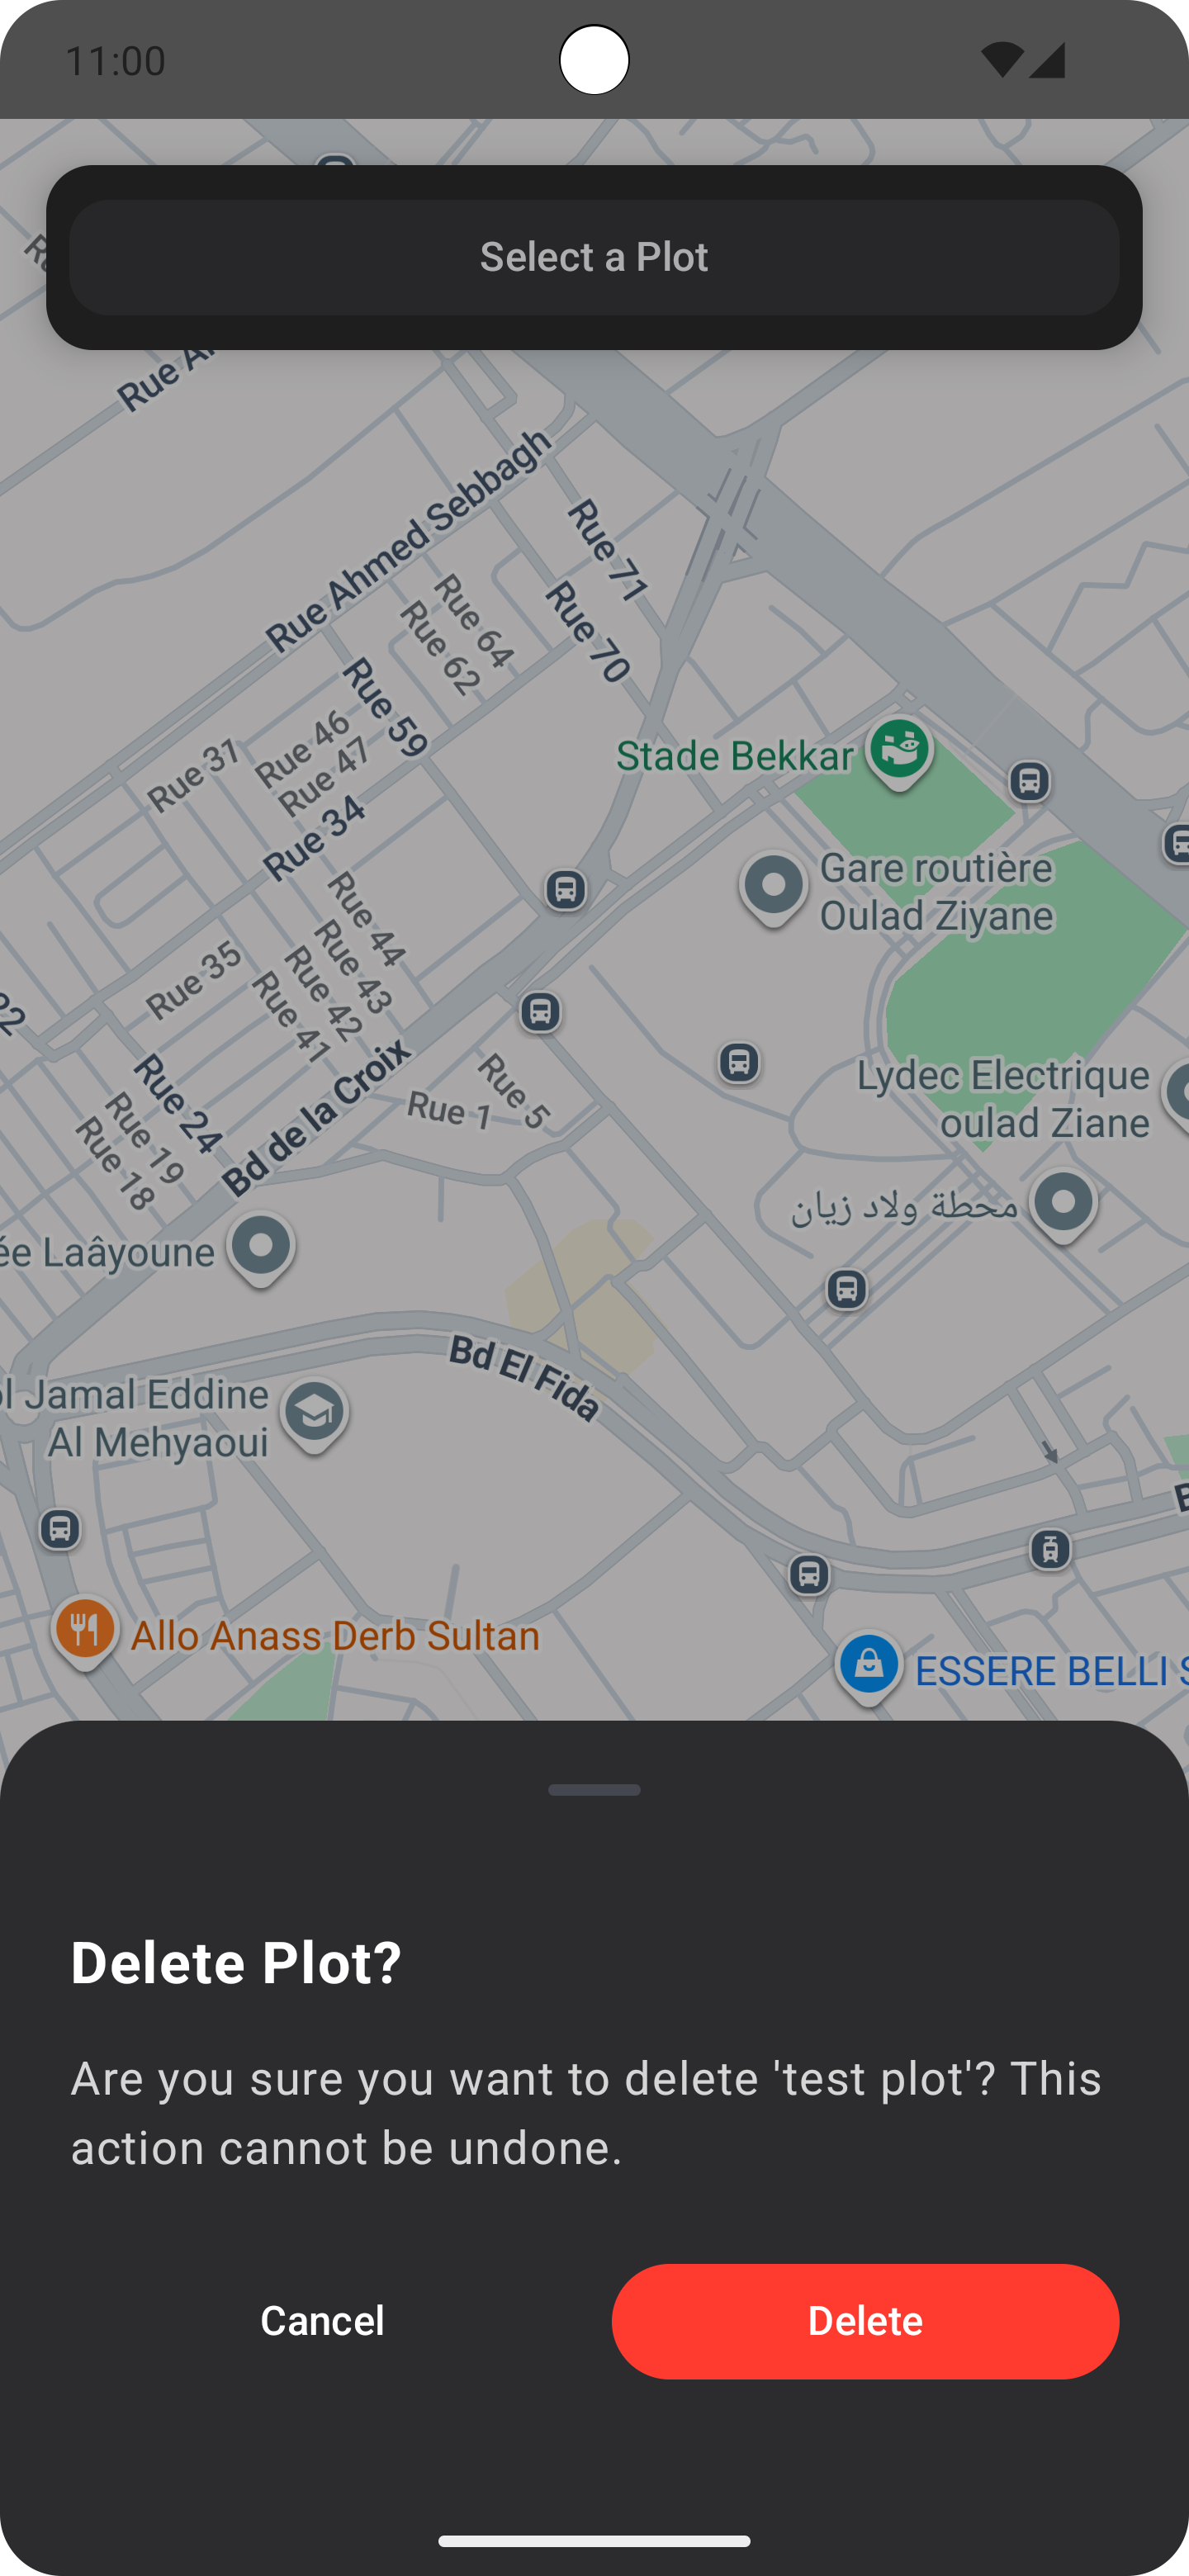 11:00
Select a Plot
Rue Ahmed Sebbagh
Rue 71
Rue 64
Rue 62
Rue 70
Rue 59
Rue 46
Rue 37
Rue 47
Rue 34
Stade Bekkar
Gare routière
Oulad Ziyane
Rue 44
Rue 43
Rue 35
Rue 42
Rue 41
Bd de la Croix
Rue 5
Rue 1
Rue 24
Rue 19
Rue 18
Lydec Electrique
oulad Ziane
محطة ولاد زيان
ée Laâyoune
Bd El Fida
ol Jamal Eddine
Al Mehyaoui
Allo Anass Derb Sultan
ESSERE BELLI
Delete Plot?
Are you sure you want to delete 'test plot'? This
action cannot be undone.
Cancel
Delete